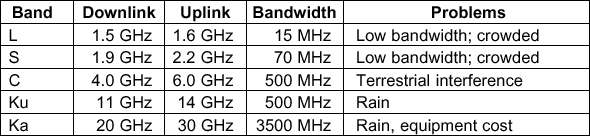 Band Downlink Uplink Bandwidth Problems
L 1.5 GHz 1.6 GHz 15 MHz Low bandwidth; crowded
S 1.9 GHz 2.2 GHz 70 MHz Low bandwidth; crowded
C 4.0 GHz 6.0 GHz 500 MHz Terrestrial interference
Ku 11 GHz 14 GHz 500 MHz Rain
Ka 20 GHz 30 GHz 3500 MHz Rain, equipment cost